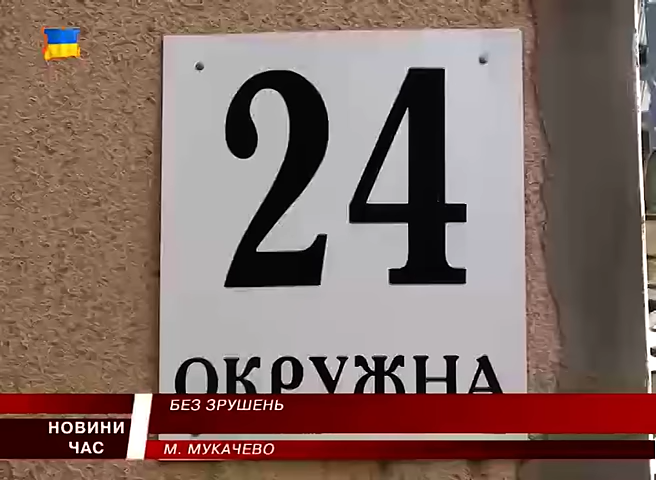 24
ОКРУЖНА
БЕЗ ЗРУШЕНЬ
НОВИНИ
ЧАС
М. МУКАЧЕВО